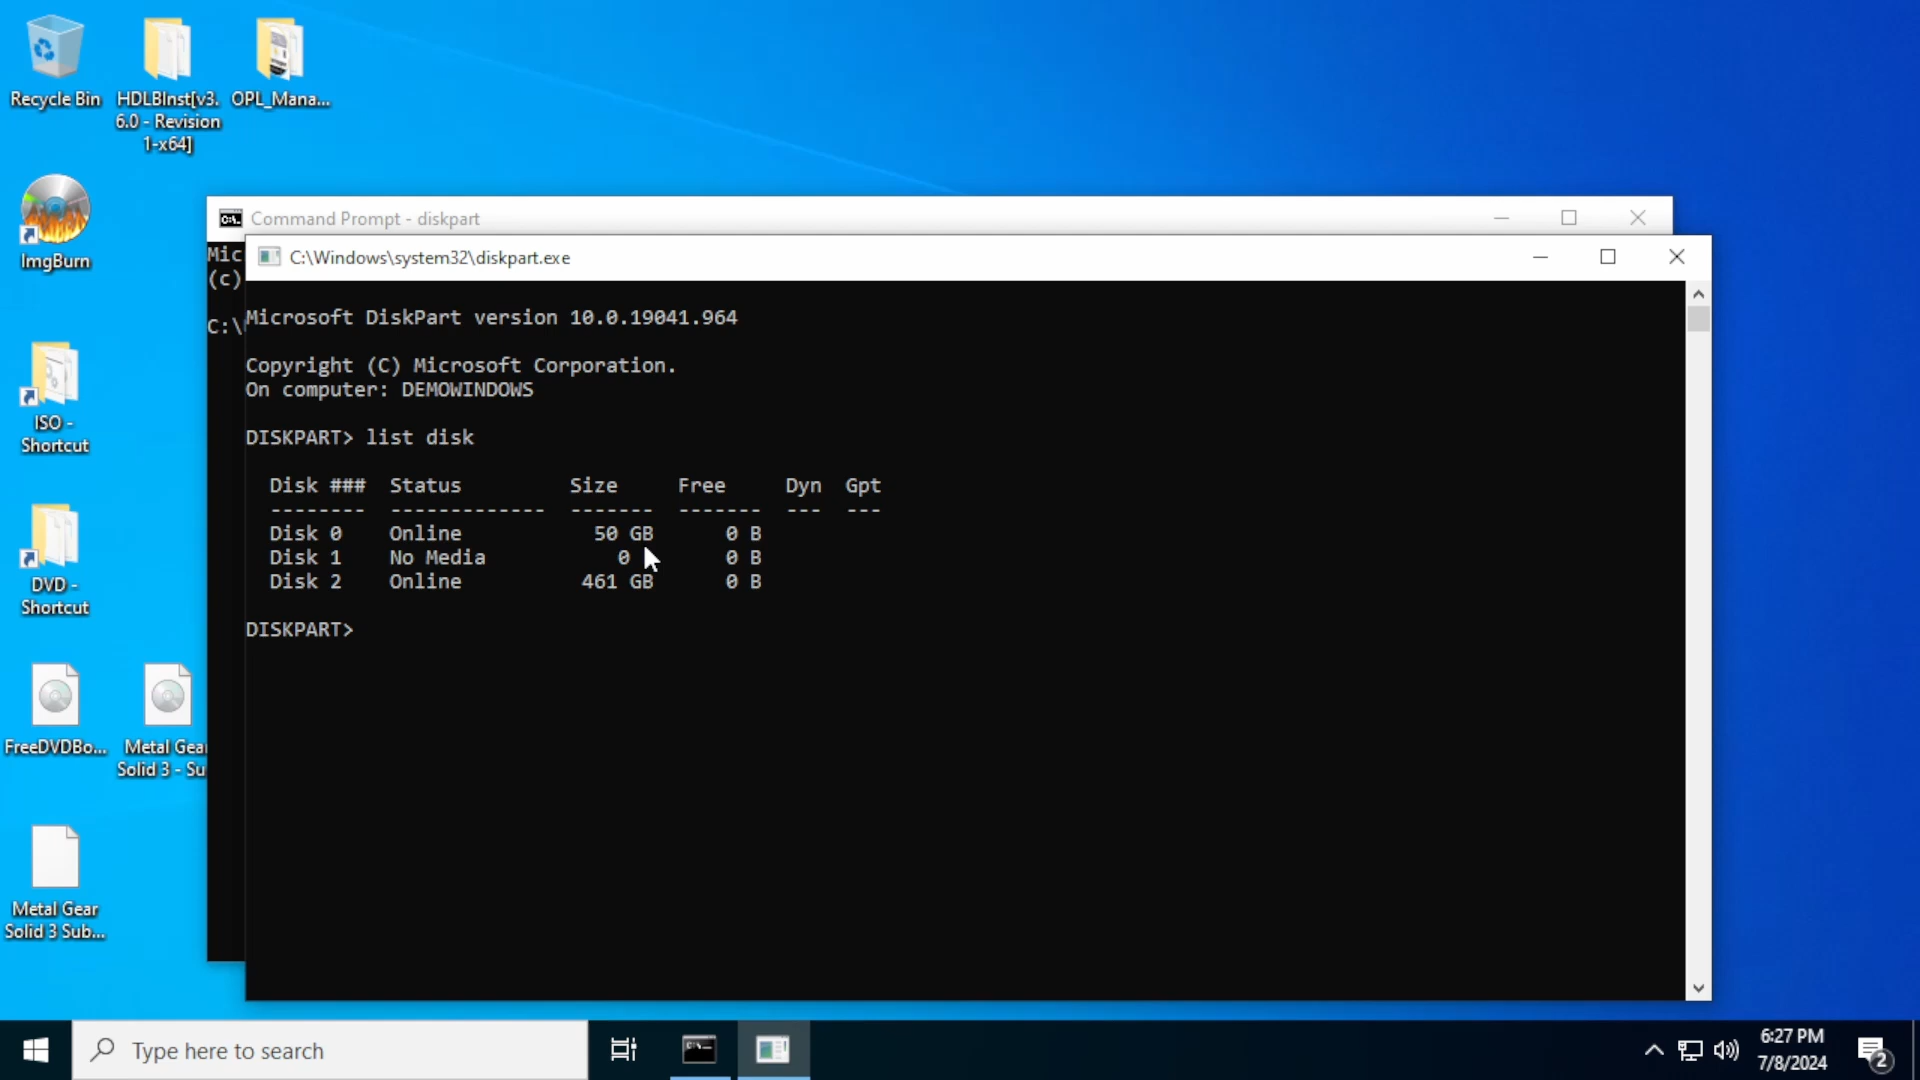 Recycle Bin
HDLBInst[v3.
6.0 - Revision
1-x64]
OPL_Mana...
ImgBurn
ISO -
Shortcut
DVD -
Shortcut
FreeDVDBo...
Metal Gear
Solid 3 - Su
Metal Gear
Solid 3 Sub...
Command Prompt - diskpart
Mic
(c)
C:\
C:\Windows\system32\diskpart.exe
Microsoft DiskPart version 10.0.19041.964
Copyright (C) Microsoft Corporation.
On computer: DEMOWINDOWS
DISKPART> list disk
Disk ###  Status         Size     Free     Dyn  Gpt
--------  -------------  -------  -------  ---  ---
Disk 0    Online           50 GB      0 B
Disk 1    No Media           0        0 B
Disk 2    Online          461 GB      0 B
DISKPART>
Type here to search
6:27 PM
7/8/2024
2